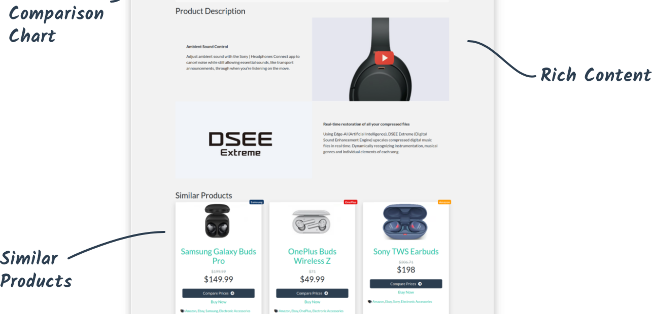 Comparison
Chart
Product Description
Ambient Sound Control
Adjust ambient sound with the Sony | Headphones Connect app to
cancel noise while still allowing essential sounds, like transport
announcements, through when you're listening on the move.
Rich Content
DSEE
Extreme
Real-time restoration of all your compressed files
Using Edge-AI (Artificial Intelligence), DSEE Extreme (Digital
Sound Enhancement Engine) upscales compressed digital music
files in real time. Dynamically recognising instrumentation, musical
genres and individual elements of each song
Similar Products
Similar
Products
Samsung Galaxy Buds
Pro
$149.99
Compare Prices
Buy Now
OnePlus Buds
Wireless Z
$49.99
Compare Prices
Buy Now
Sony TWS Earbuds
$198
Compare Prices
Buy Now